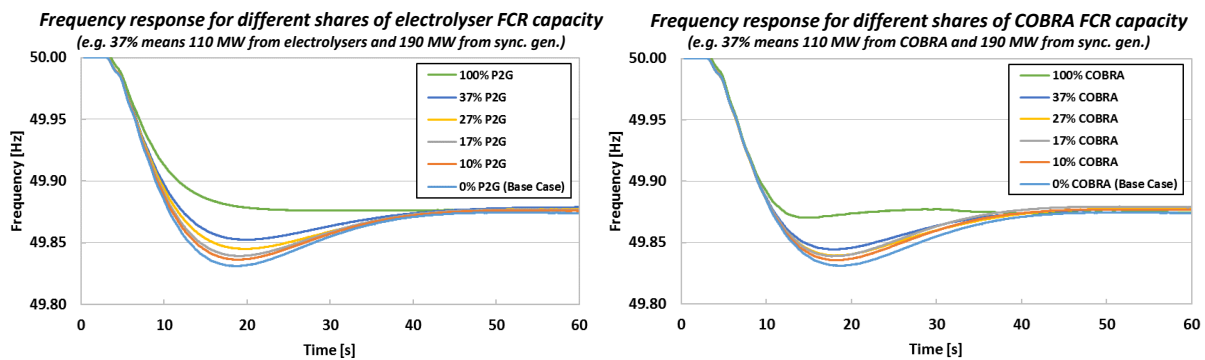 Frequency response for different shares of electrolyser FCR capacity
(e.g. 37% means 110 MW from electrolysers and 190 MW from sync. gen.)
50.00
49.95
49.90
49.85
49.80
Frequency [Hz]
100% P2G
37% P2G
27% P2G
17% P2G
10% P2G
0% P2G (Base Case)
0 10 20 30 40 50 60
Time [s]
Frequency response for different shares of COBRA FCR capacity
(e.g. 37% means 110 MW from COBRA and 190 MW from sync. gen.)
50.00
49.95
49.90
49.85
49.80
Frequency [Hz]
100% COBRA
37% COBRA
27% COBRA
17% COBRA
10% COBRA
0% COBRA (Base Case)
0 10 20 30 40 50 60
Time [s]